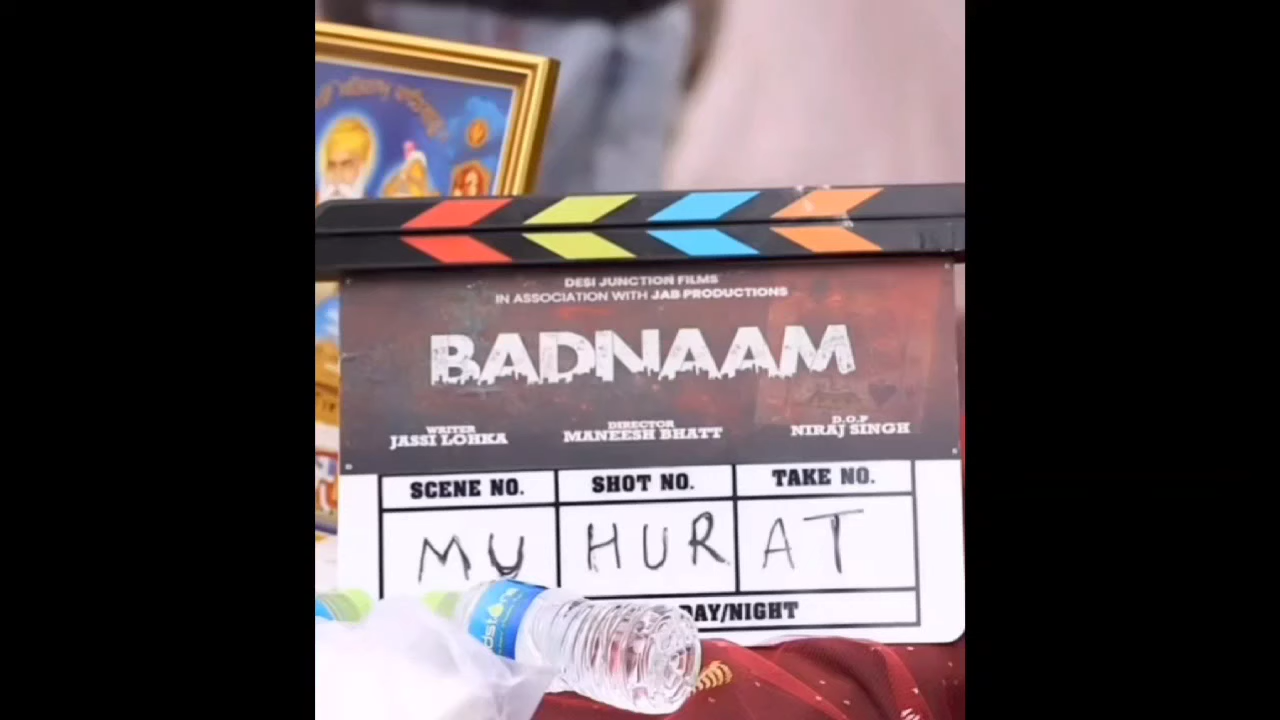 DESI JUNCTION FILMS
IN ASSOCIATION WITH JAB PRODUCTIONS
BADNAAM
WRITER
JASSI LOHKA
DIRECTOR
MANEESH BHATT
D.O.P
NIRAJ SINGH
SCENE NO. SHOT NO. TAKE NO.
MU HUR AT
DAY/NIGHT